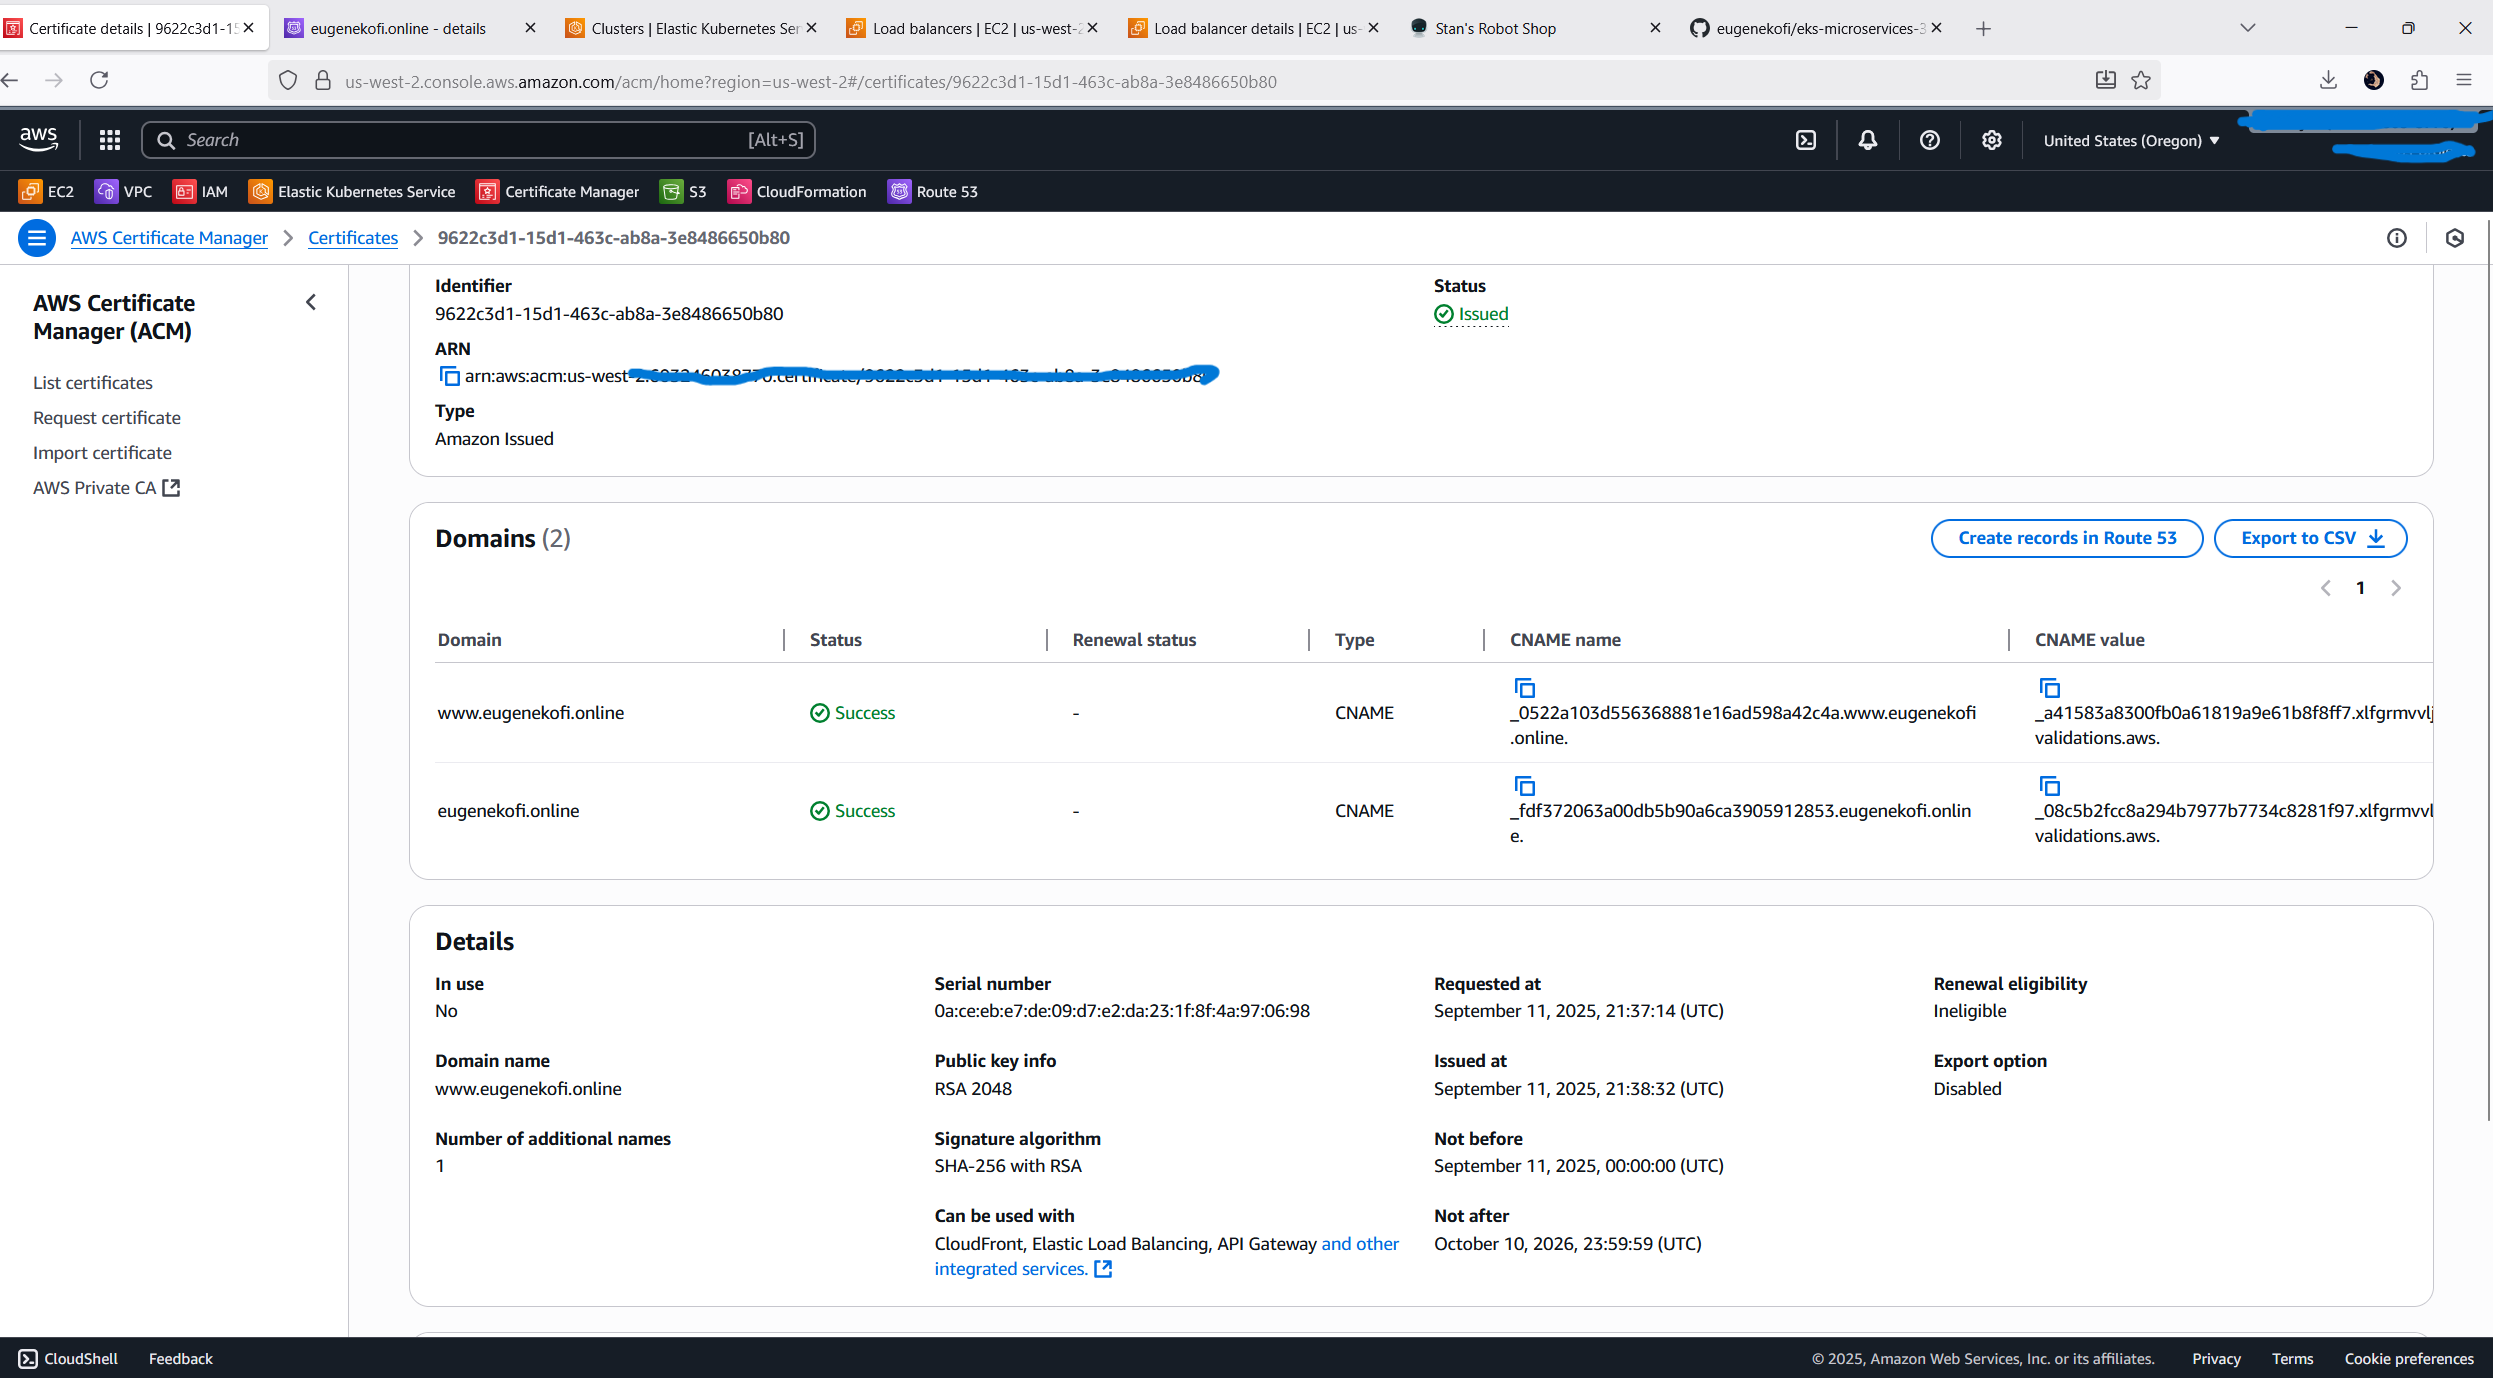 Certificate details | 9622c3d1-15
eugenekofi.online - details
Clusters | Elastic Kubernetes Ser
Load balancers | EC2 | us-west-2
Load balancer details | EC2 | us-
Stan's Robot Shop
eugenekofi/eks-microservices-3
us-west-2.console.aws.amazon.com/acm/home?region=us-west-2#/certificates/9622c3d1-15d1-463c-ab8a-3e8486650b80
aws
Search
[Alt+S]
United States (Oregon)
EC2
VPC
IAM
Elastic Kubernetes Service
Certificate Manager
S3
CloudFormation
Route 53
AWS Certificate Manager
Certificates
9622c3d1-15d1-463c-ab8a-3e8486650b80
AWS Certificate
Manager (ACM)
List certificates
Request certificate
Import certificate
AWS Private CA
Identifier
9622c3d1-15d1-463c-ab8a-3e8486650b80
Status
Issued
ARN
arn:aws:acm:us-west-
Type
Amazon Issued
Domains (2)
Create records in Route 53
Export to CSV
1
Domain
Status
Renewal status
Type
CNAME name
CNAME value
www.eugenekofi.online
Success
-
CNAME
_0522a103d556368881e16ad598a42c4a.www.eugenekofi
.online.
_a41583a8300fb0a61819a9e61b8f8ff7.xlfgrmvvlj
validations.aws.
eugenekofi.online
Success
-
CNAME
_fdf372063a00db5b90a6ca3905912853.eugenekofi.onlin
e.
_08c5b2fcc8a294b7977b7734c8281f97.xlfgrmvvl
validations.aws.
Details
In use
No
Serial number
0a:ce:eb:e7:de:09:d7:e2:da:23:1f:8f:4a:97:06:98
Requested at
September 11, 2025, 21:37:14 (UTC)
Renewal eligibility
Ineligible
Domain name
www.eugenekofi.online
Public key info
RSA 2048
Issued at
September 11, 2025, 21:38:32 (UTC)
Export option
Disabled
Number of additional names
1
Signature algorithm
SHA-256 with RSA
Not before
September 11, 2025, 00:00:00 (UTC)
Can be used with
CloudFront, Elastic Load Balancing, API Gateway and other
integrated services.
Not after
October 10, 2026, 23:59:59 (UTC)
CloudShell
Feedback
© 2025, Amazon Web Services, Inc. or its affiliates.
Privacy
Terms
Cookie preferences